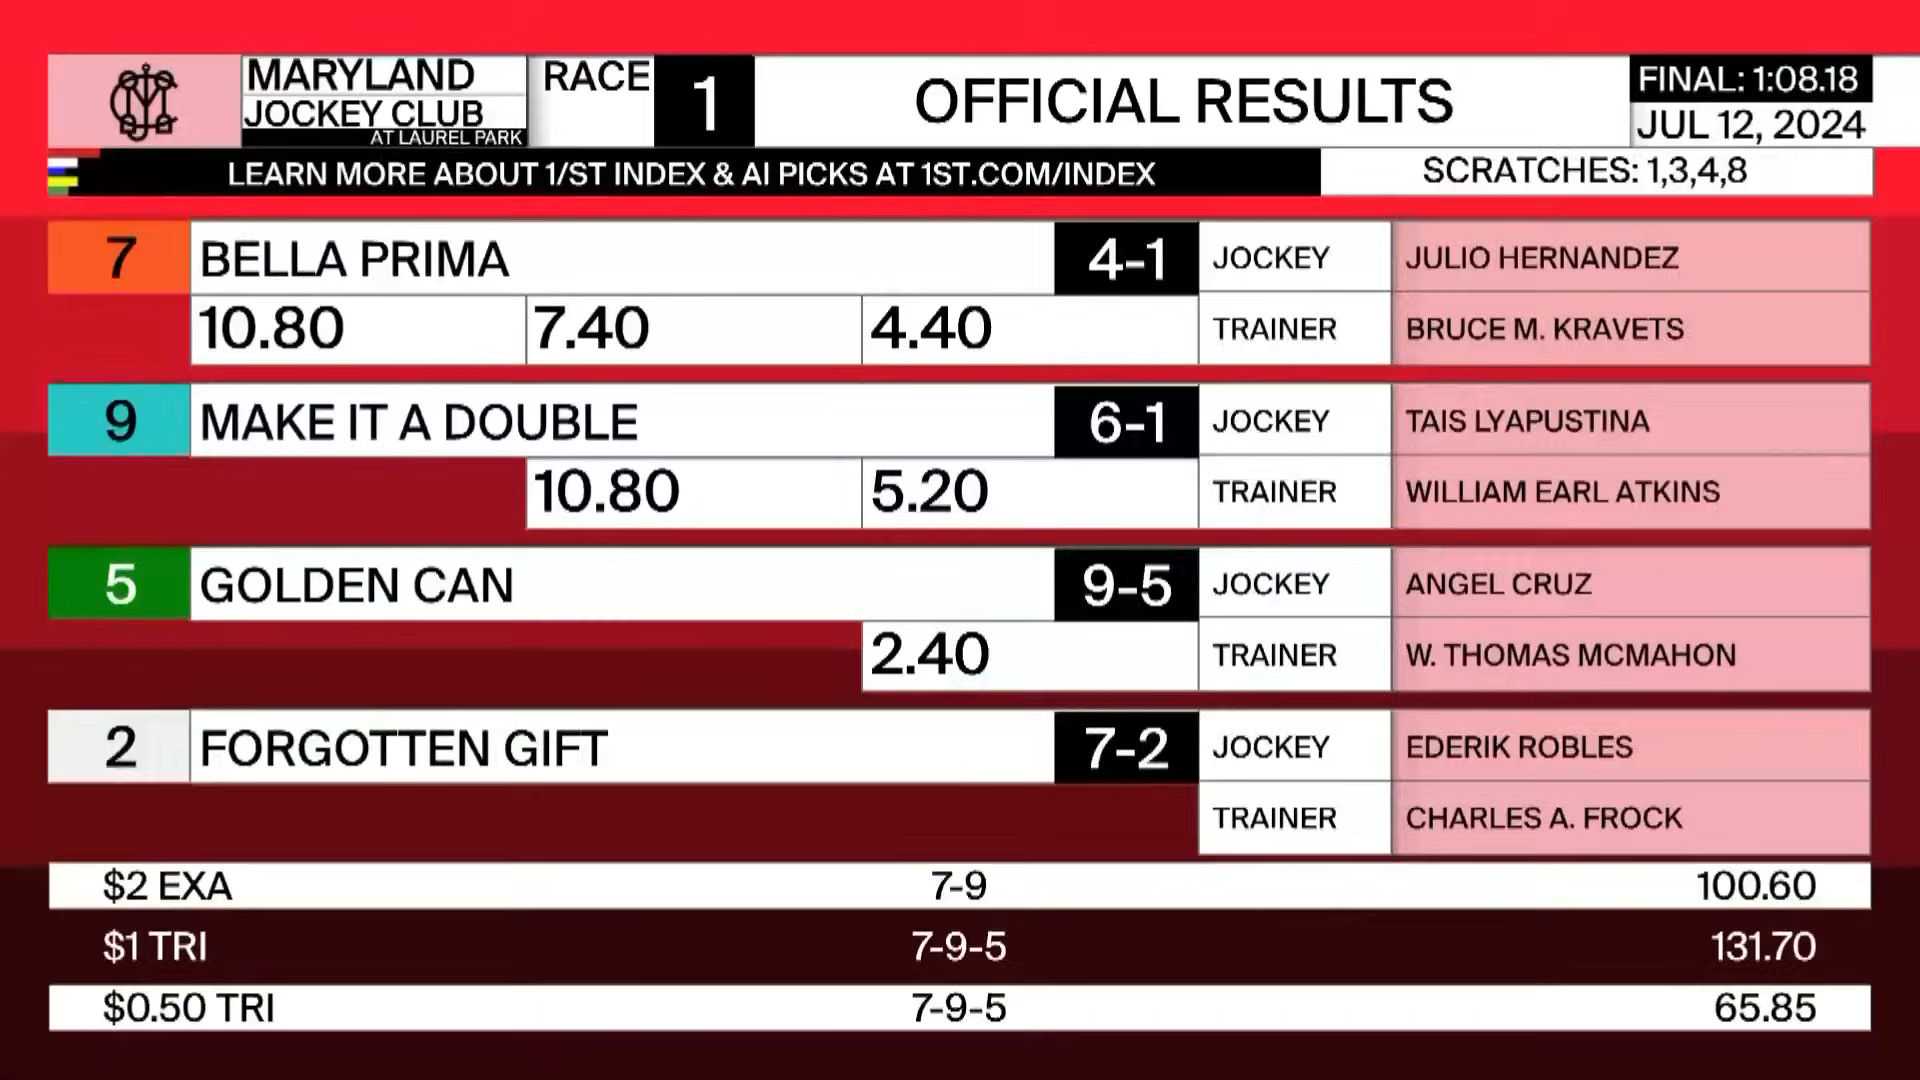 MARYLAND
JOCKEY CLUB
AT LAUREL PARK
RACE 1
OFFICIAL RESULTS
FINAL: 1:08.18
JUL 12, 2024
LEARN MORE ABOUT 1/ST INDEX & AI PICKS AT 1ST.COM/INDEX
SCRATCHES: 1,3,4,8
7 BELLA PRIMA 4-1 JOCKEY JULIO HERNANDEZ
10.80 7.40 4.40 TRAINER BRUCE M. KRAVETS
9 MAKE IT A DOUBLE 6-1 JOCKEY TAIS LYAPUSTINA
10.80 5.20 TRAINER WILLIAM EARL ATKINS
5 GOLDEN CAN 9-5 JOCKEY ANGEL CRUZ
2.40 TRAINER W. THOMAS MCMAHON
2 FORGOTTEN GIFT 7-2 JOCKEY EDERIK ROBLES
TRAINER CHARLES A. FROCK
$2 EXA 7-9 100.60
$1 TRI 7-9-5 131.70
$0.50 TRI 7-9-5 65.85